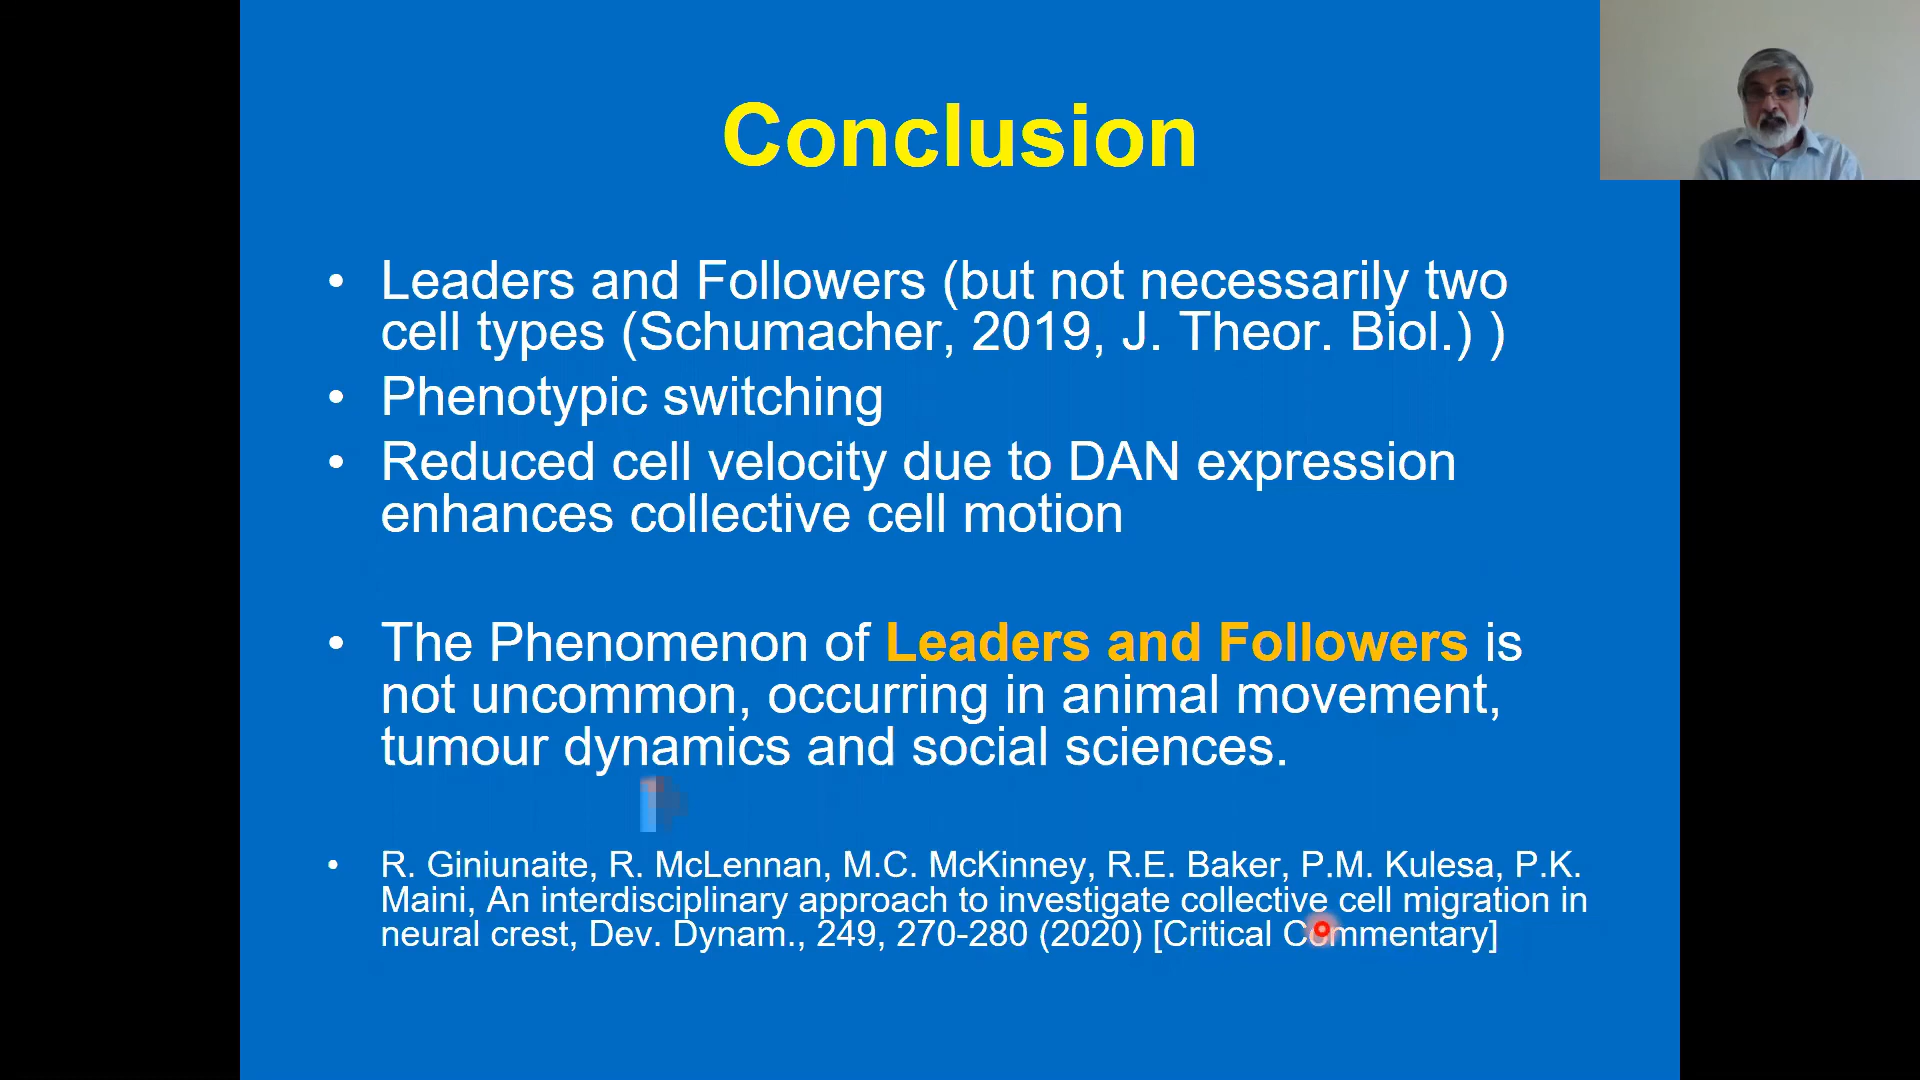 Conclusion
• Leaders and Followers (but not necessarily two
cell types (Schumacher, 2019, J. Theor. Biol.) )
• Phenotypic switching
• Reduced cell velocity due to DAN expression
enhances collective cell motion
• The Phenomenon of Leaders and Followers is
not uncommon, occurring in animal movement,
tumour dynamics and social sciences.
• R. Giniunaite, R. McLennan, M.C. McKinney, R.E. Baker, P.M. Kulesa, P.K.
Maini, An interdisciplinary approach to investigate collective cell migration in
neural crest, Dev. Dynam., 249, 270-280 (2020) [Critical Commentary]